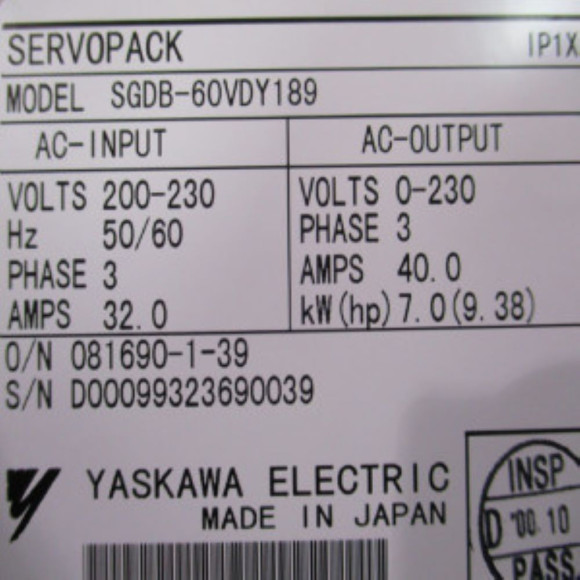 SERVOPACK IP1X
MODEL SGDB-60VDY189
AC-INPUT AC-OUTPUT
VOLTS 200-230 VOLTS 0-230
Hz 50/60 PHASE 3
PHASE 3 AMPS 40.0
AMPS 32.0 kW(hp) 7.0(9.38)
O/N 081690-1-39
S/N D00099323690039
YASKAWA ELECTRIC
MADE IN JAPAN
INSP
D '00.10
PASS